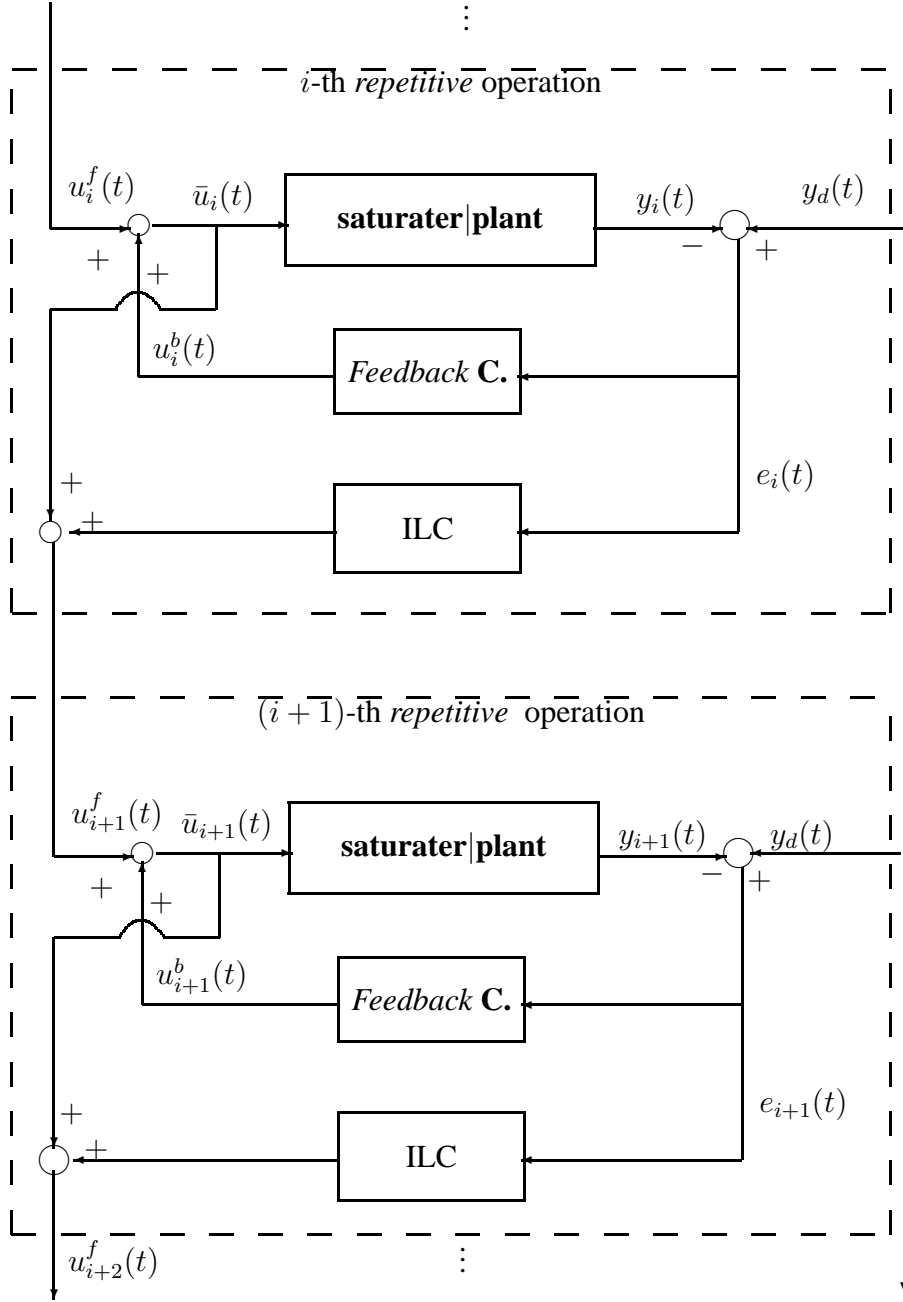 ⋮
i-th repetitive operation
u_i^f(t)
ū_i(t)
saturater|plant
y_i(t)
y_d(t)
+
+
−
+
u_i^b(t)
Feedback C.
e_i(t)
+
+
ILC
(i + 1)-th repetitive operation
u_{i+1}^f(t)
ū_{i+1}(t)
saturater|plant
y_{i+1}(t)
y_d(t)
+
+
−
+
u_{i+1}^b(t)
Feedback C.
e_{i+1}(t)
+
+
ILC
u_{i+2}^f(t)
⋮